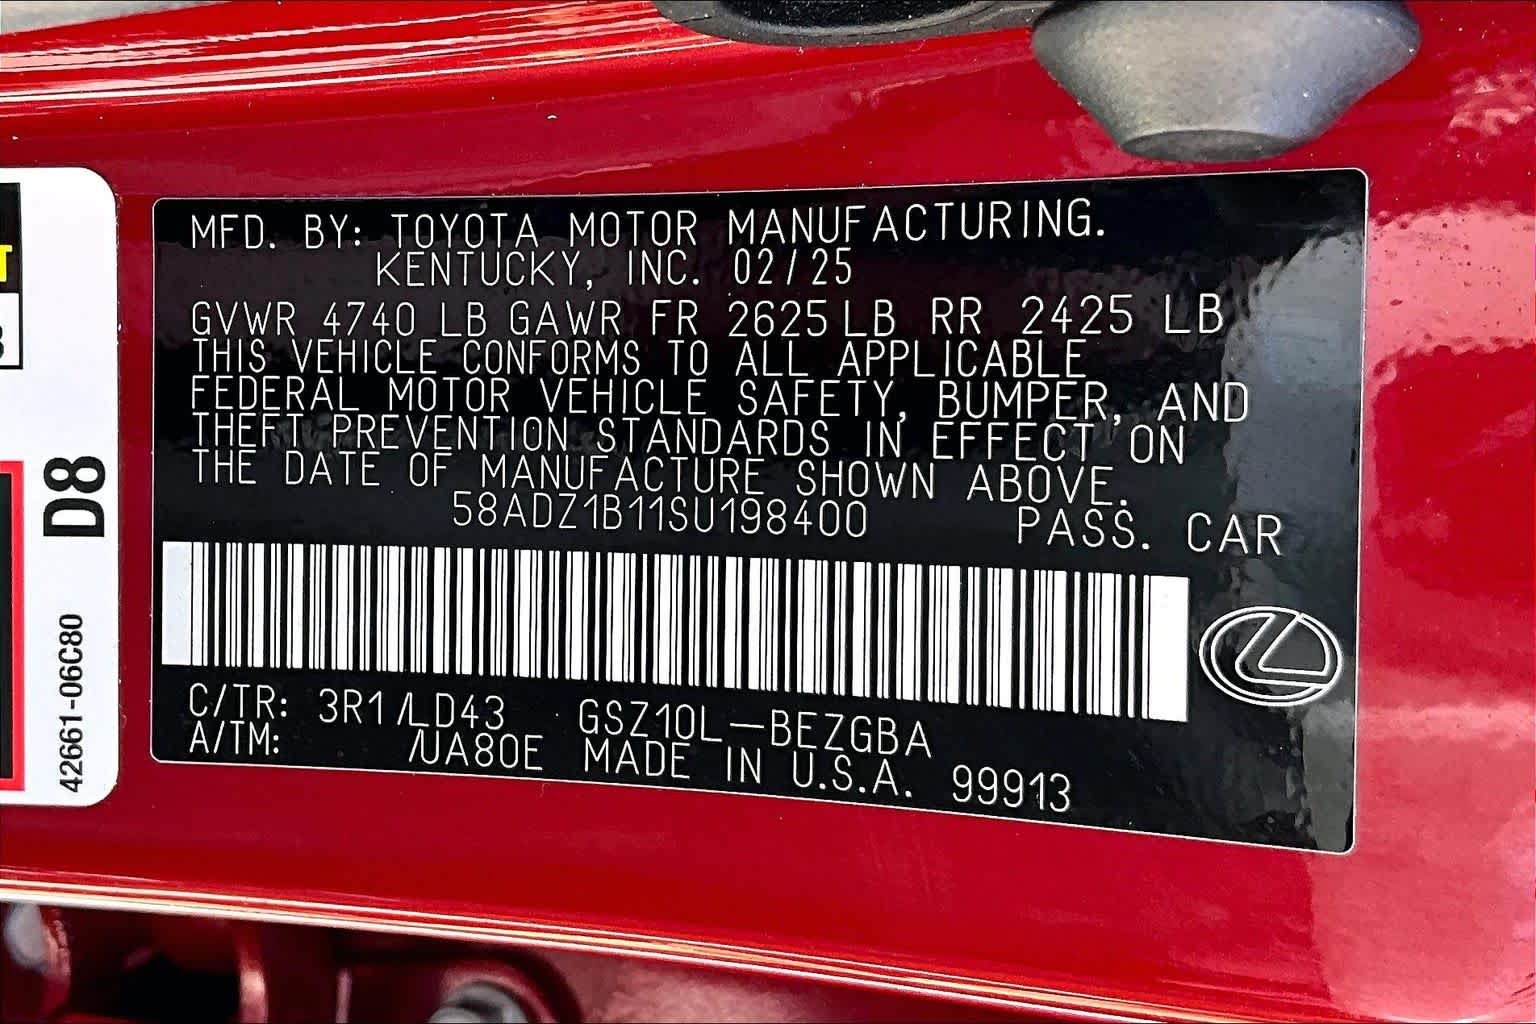 MFD. BY: TOYOTA MOTOR MANUFACTURING.
KENTUCKY, INC. 02/25
GVWR 4740 LB GAWR FR 2625 LB RR 2425 LB
THIS VEHICLE CONFORMS TO ALL APPLICABLE
FEDERAL MOTOR VEHICLE SAFETY, BUMPER, AND
THEFT PREVENTION STANDARDS IN EFFECT ON
THE DATE OF MANUFACTURE SHOWN ABOVE.
58ADZ1B11SU198400 PASS. CAR
C/TR: 3R1/LD43 GSZ10L-BEZGBA
A/TM: /UA80E MADE IN U.S.A. 99913
D8
42661-06C80